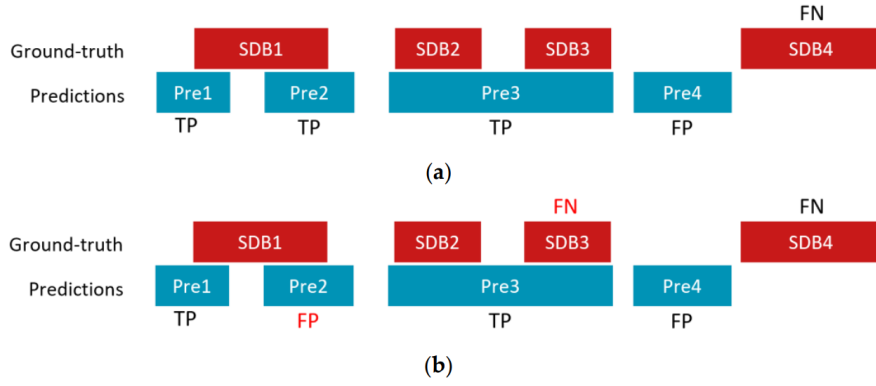 FN
Ground-truth SDB1 SDB2 SDB3 SDB4
Predictions Pre1 Pre2 Pre3 Pre4
TP TP TP FP
(a)
FN FN
Ground-truth SDB1 SDB2 SDB3 SDB4
Predictions Pre1 Pre2 Pre3 Pre4
TP FP TP FP
(b)